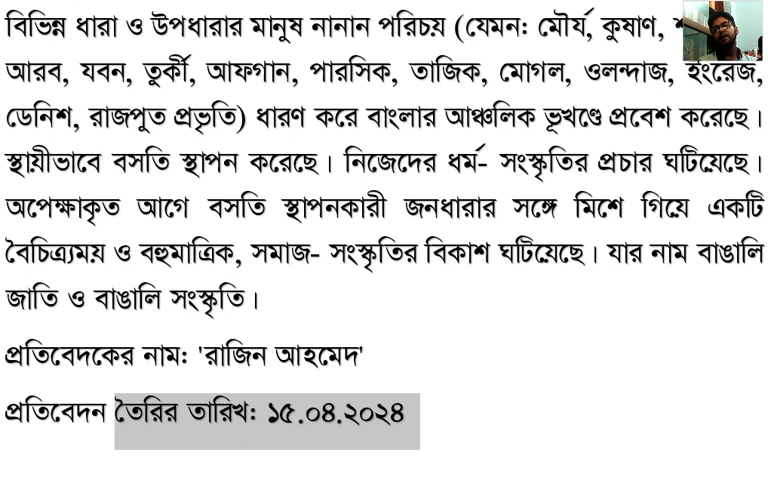 বিভিন্ন ধারা ও উপধারার মানুষ নানান পরিচয় (যেমন: মৌর্য, কুষাণ,
আরব, যবন, তুর্কী, আফগান, পারসিক, তাজিক, মোগল, ওলন্দাজ, ইংরেজ,
ডেনিশ, রাজপুত প্রভৃতি) ধারণ করে বাংলার আঞ্চলিক ভূখণ্ডে প্রবেশ করেছে।
স্থায়ীভাবে বসতি স্থাপন করেছে। নিজেদের ধর্ম- সংস্কৃতির প্রচার ঘটিয়েছে।
অপেক্ষাকৃত আগে বসতি স্থাপনকারী জনধারার সঙ্গে মিশে গিয়ে একটি
বৈচিত্র্যময় ও বহুমাত্রিক, সমাজ- সংস্কৃতির বিকাশ ঘটিয়েছে। যার নাম বাঙালি
জাতি ও বাঙালি সংস্কৃতি।
প্রতিবেদকের নাম: 'রাজিন আহমেদ'
প্রতিবেদন তৈরির তারিখ: ১৫.০৪.২০২৪